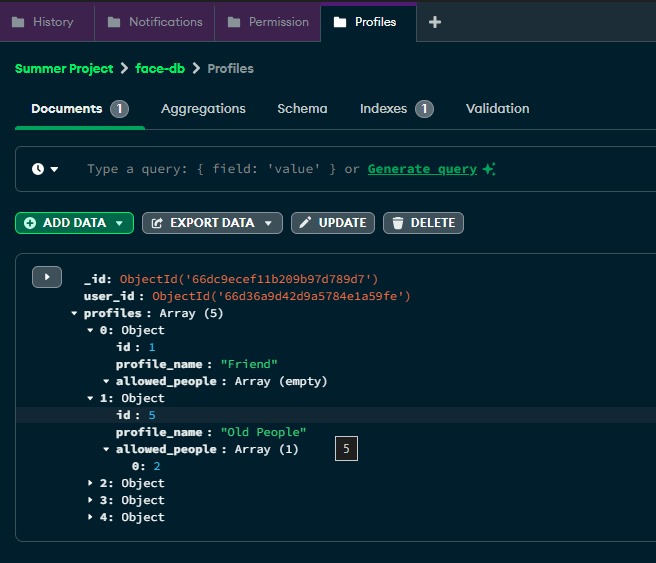 History Notifications Permission Profiles +
Summer Project > face-db > Profiles
Documents 1 Aggregations Schema Indexes 1 Validation
Type a query: { field: 'value' } or Generate query
ADD DATA EXPORT DATA UPDATE DELETE
_id: ObjectId('66dc9ecef11b209b97d789d7')
user_id : ObjectId('66d36a9d42d9a5784e1a59fe')
profiles: Array (5)
0: Object
id : 1
profile_name : "Friend"
allowed_people : Array (empty)
1: Object
id : 5
profile_name : "Old People"
allowed_people : Array (1)
5
0: 2
2: Object
3: Object
4: Object